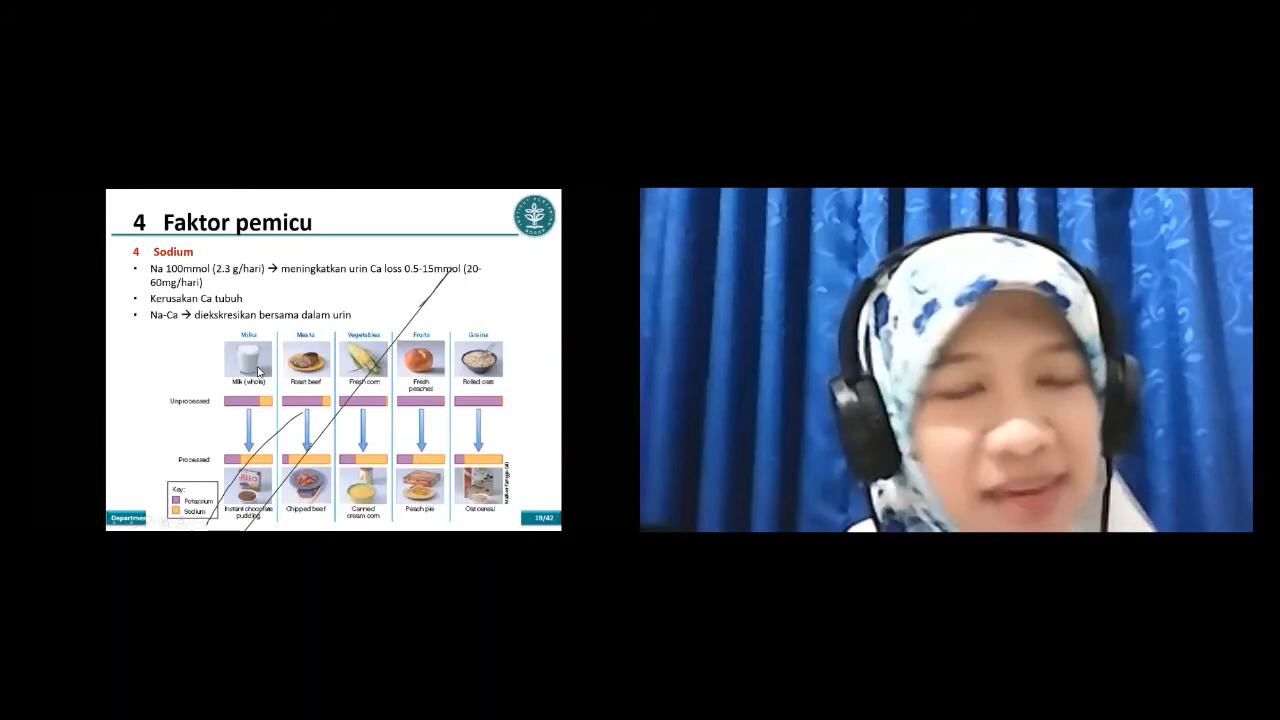 4 Faktor pemicu
4 Sodium
• Na 100mmol (2.3 g/hari) → meningkatkan urin Ca loss 0.5-15mmol (20-
60mg/hari)
• Kerusakan Ca tubuh
• Na-Ca → diekskresikan bersama dalam urin
Milks Meats Vegetables Fruits Grains
Milk (whole) Roast beef Fresh corn Fresh peaches Rolled oats
Unprocessed
Processed
Key:
Potassium
Sodium
JELLO
Instant chocolate pudding Chipped beef Canned cream corn Peach pie Oat cereal
Departmen
19/42